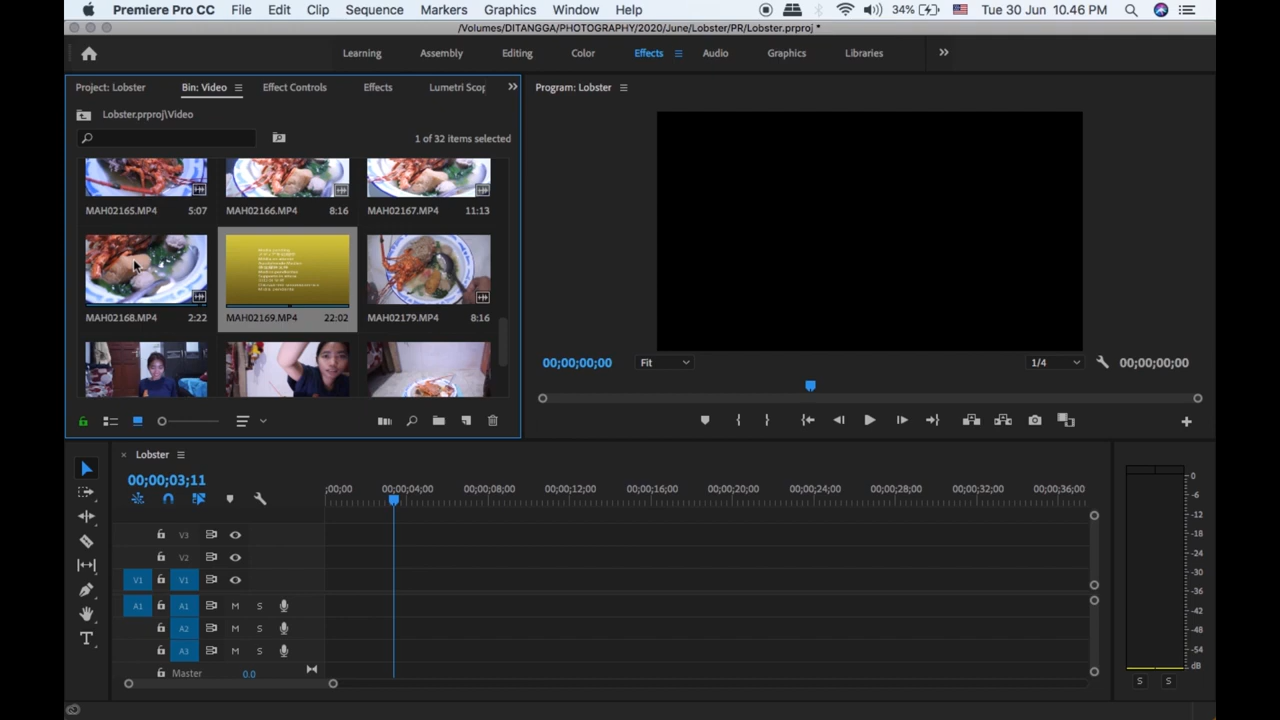 Premiere Pro CC File Edit Clip Sequence Markers Graphics Window Help 34% Tue 30 Jun 10.46 PM
/Volumes/DITANGGA/PHOTOGRAPHY/2020/June/Lobster/PR/Lobster.prproj *
Learning Assembly Editing Color Effects Audio Graphics Libraries
Project: Lobster Bin: Video Effect Controls Effects Lumetri Scop
Program: Lobster
Lobster.prproj\Video
1 of 32 items selected
MAH02165.MP4 5:07 MAH02166.MP4 8:16 MAH02167.MP4 11:13
MAH02168.MP4 2:22 MAH02169.MP4 22:02 MAH02179.MP4 8:16
00;00;00;00 Fit 1/4 00;00;00;00
Lobster
00;00;03;11
;00;00 00;00;04;00 00;00;08;00 00;00;12;00 00;00;16;00 00;00;20;00 00;00;24;00 00;00;28;00 00;00;32;00 00;00;36;00
V3
V2
V1 V1
A1 A1 M S
A2 M S
A3 M S
Master 0.0
0
-6
-12
-18
-24
-30
-36
-42
-48
-54
dB
S S